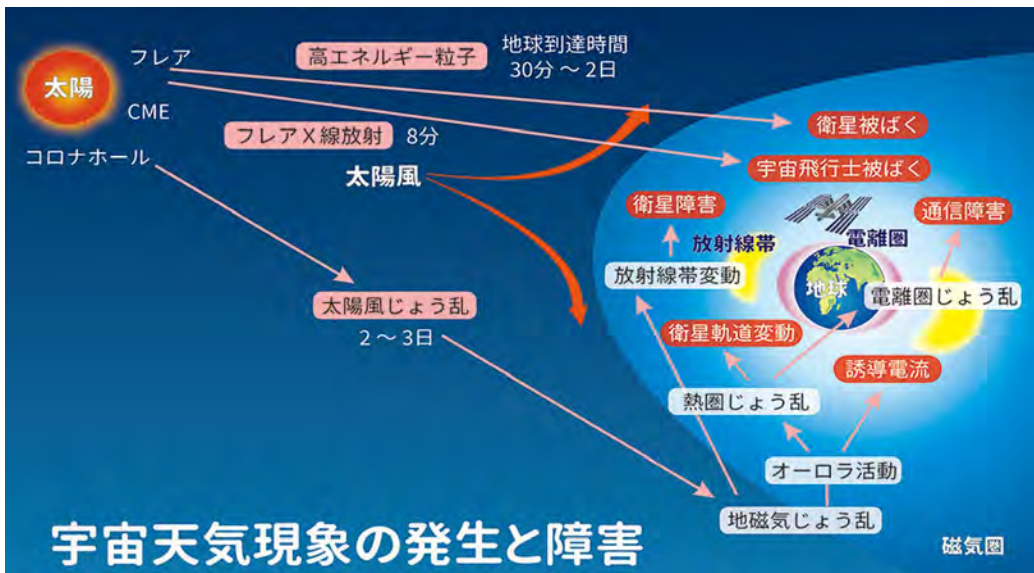 太陽
フレア
CME
コロナホール
高エネルギー粒子
地球到達時間
30分 ~ 2日
フレアX線放射
8分
太陽風
太陽風じょう乱
2 ~ 3日
衛星被ばく
宇宙飛行士被ばく
衛星障害
通信障害
放射線帯
電離圏
放射線帯変動
地球
電離圏じょう乱
衛星軌道変動
誘導電流
熱圏じょう乱
オーロラ活動
地磁気じょう乱
宇宙天気現象の発生と障害
磁気圏